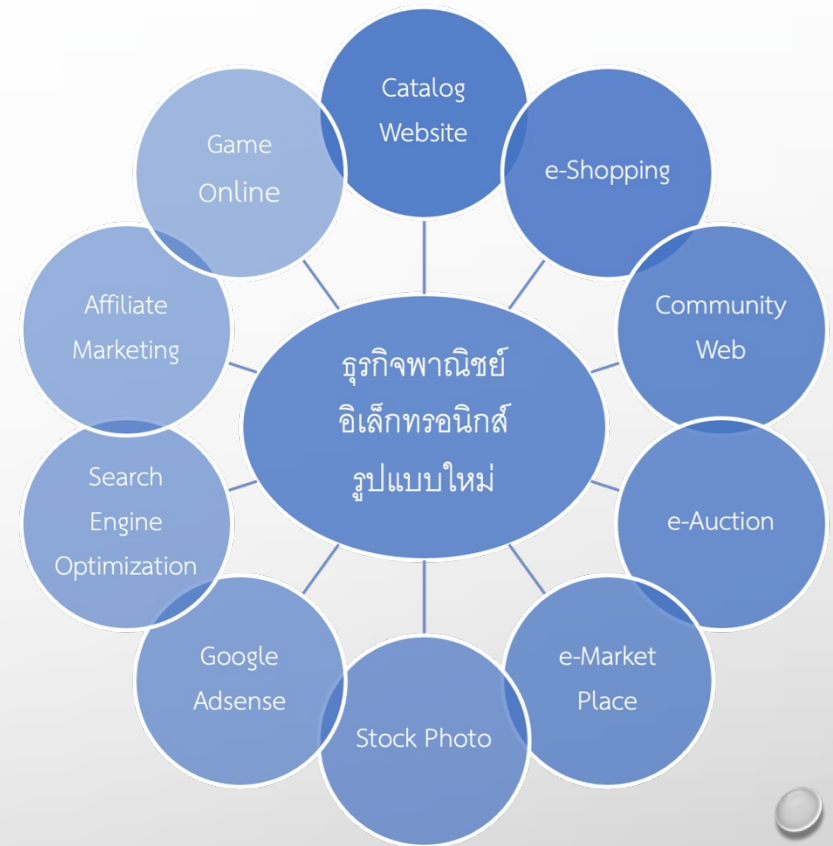 Catalog
Website
e-Shopping
Community
Web
e-Auction
e-Market
Place
Stock Photo
Google
Adsense
Search
Engine
Optimization
Affiliate
Marketing
Game
Online
ธุรกิจพาณิชย์
อิเล็กทรอนิกส์
รูปแบบใหม่